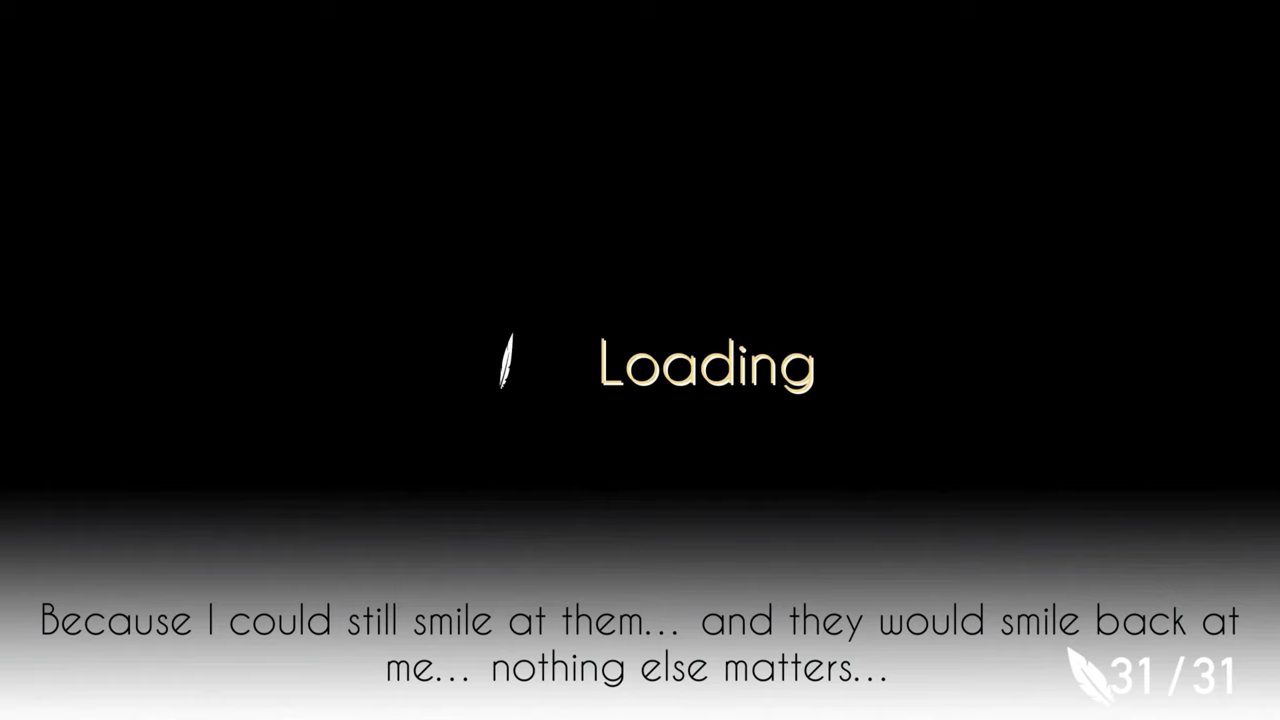 Loading
Because I could still smile at them... and they would smile back at
me... nothing else matters...
31 / 31